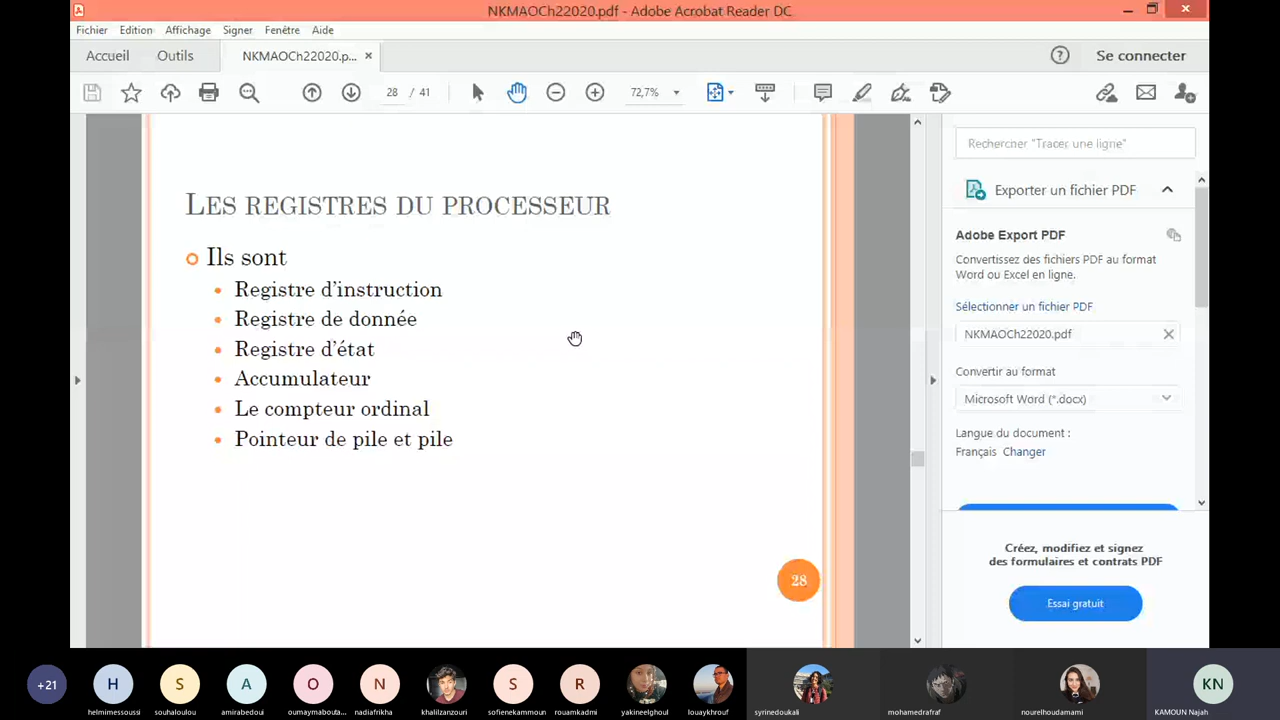 NKMAOCh22020.pdf - Adobe Acrobat Reader DC
Fichier Edition Affichage Signer Fenêtre Aide
Accueil Outils NKMAOCh22020.p... × Se connecter
28 / 41 72,7%
Rechercher "Tracer une ligne"
Exporter un fichier PDF
Adobe Export PDF
Convertissez des fichiers PDF au format
Word ou Excel en ligne.
Sélectionner un fichier PDF
NKMAOCh22020.pdf
Convertir au format
Microsoft Word (*.docx)
Langue du document :
Français Changer
Créez, modifiez et signez
des formulaires et contrats PDF
Essai gratuit
LES REGISTRES DU PROCESSEUR
Ils sont
• Registre d'instruction
• Registre de donnée
• Registre d'état
• Accumulateur
• Le compteur ordinal
• Pointeur de pile et pile
28
+21 H S A O N S R KN
helmimessoussi souhaloulou amirabedoui oumaymabouta... nadiafrikha khalilzanzouri sofienekammoun rouamkadmi yakineelghoul louaykhrouf syrinedoukali mohamedrafraf nourelhoudamami KAMOUN Najah